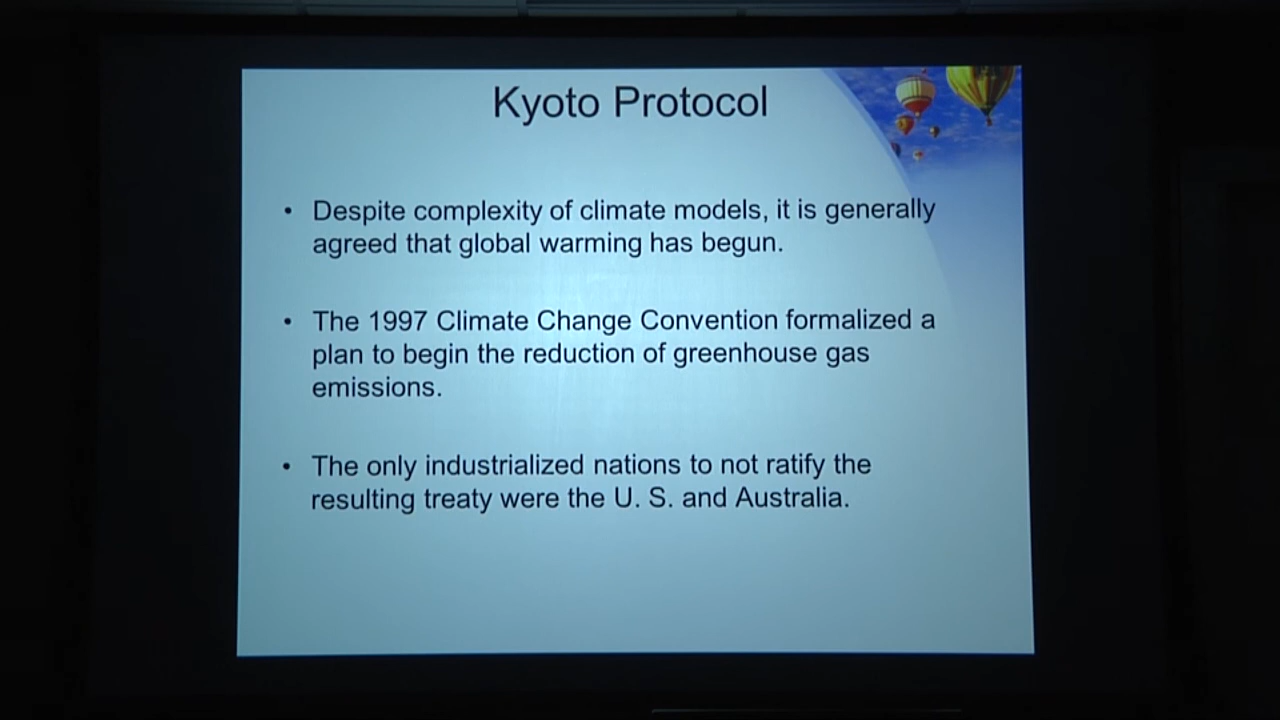 Kyoto Protocol
• Despite complexity of climate models, it is generally
agreed that global warming has begun.
• The 1997 Climate Change Convention formalized a
plan to begin the reduction of greenhouse gas
emissions.
• The only industrialized nations to not ratify the
resulting treaty were the U. S. and Australia.